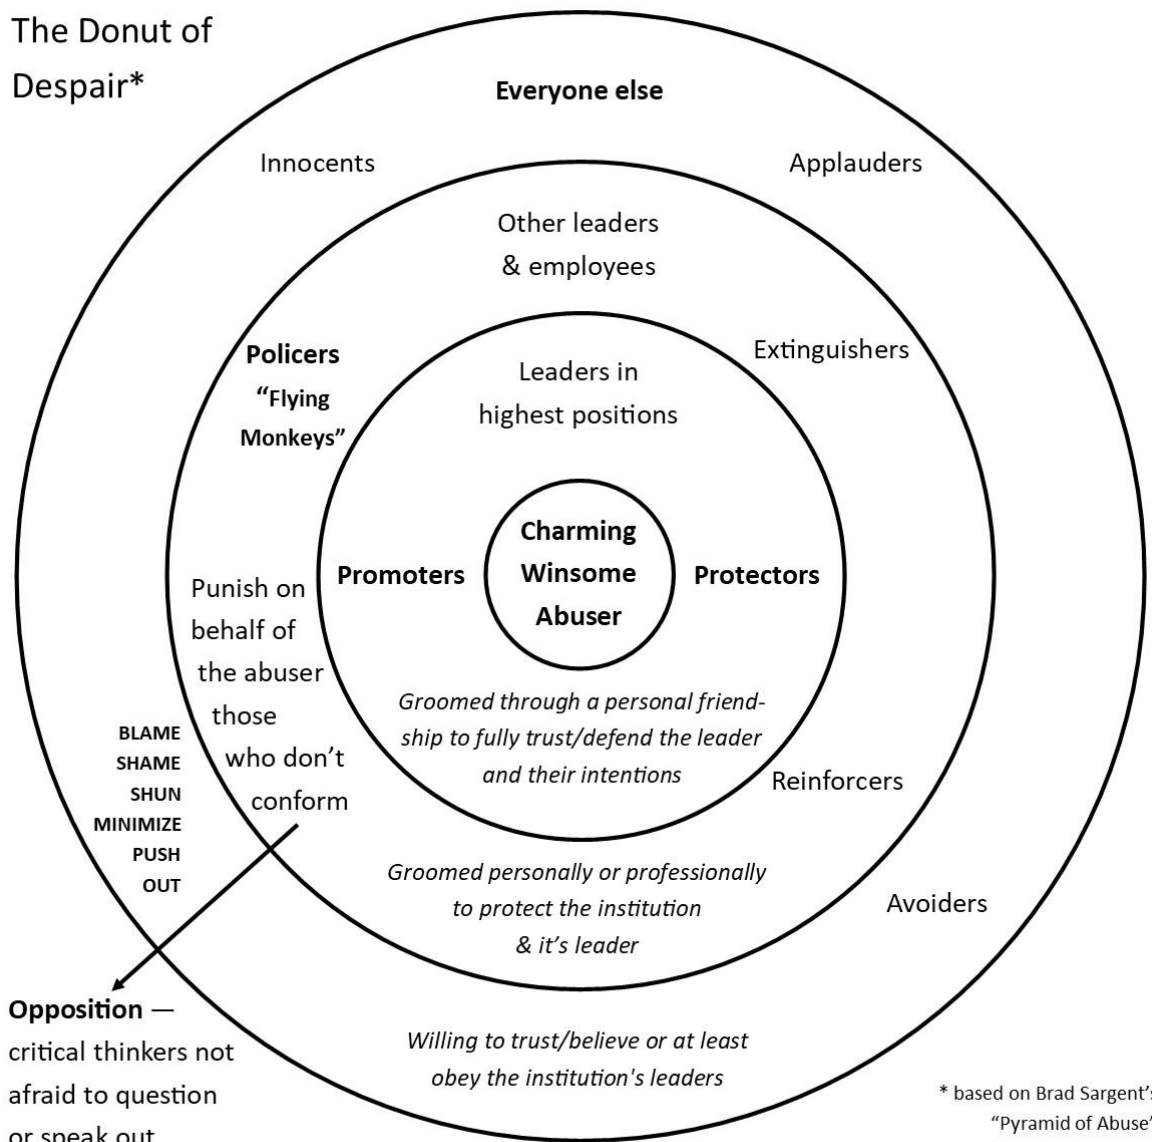 The Donut of
Despair*
Everyone else
Innocents
Applauders
Other leaders
& employees
Policers
“Flying
Monkeys”
Extinguishers
Leaders in
highest positions
Charming
Winsome
Abuser
Promoters
Protectors
Groomed through a personal friend-
ship to fully trust/defend the leader
and their intentions
Punish on
behalf of
the abuser
those
who don’t
conform
BLAME
SHAME
SHUN
MINIMIZE
PUSH
OUT
Reinforcers
Groomed personally or professionally
to protect the institution
& it’s leader
Avoiders
Opposition —
critical thinkers not
afraid to question
or speak out
Willing to trust/believe or at least
obey the institution's leaders
* based on Brad Sargent’s
“Pyramid of Abuse”